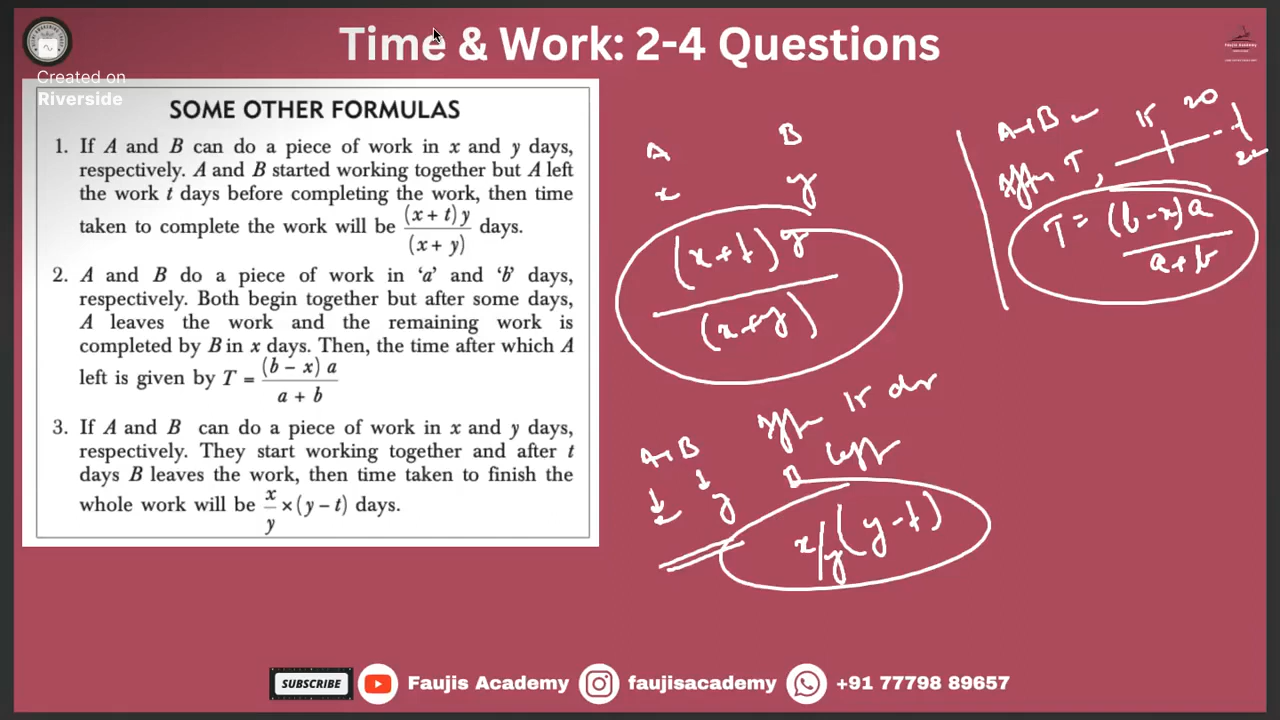 Time & Work: 2-4 Questions
Created on
Riverside
SOME OTHER FORMULAS
1. If A and B can do a piece of work in x and y days,
respectively. A and B started working together but A left
the work t days before completing the work, then time
taken to complete the work will be (x + t) y / (x + y) days.
2. A and B do a piece of work in ‘a’ and ‘b’ days,
respectively. Both begin together but after some days,
A leaves the work and the remaining work is
completed by B in x days. Then, the time after which A
left is given by T = (b − x) a / a + b
3. If A and B can do a piece of work in x and y days,
respectively. They start working together and after t
days B leaves the work, then time taken to finish the
whole work will be x / y × (y − t) days.
A B
x y
(x + t) y
(x + y)
A+B
After 15
left
B
x y
x/y (y - t)
A+B 15 20
After T,
T = (b - x) a
a + b
SUBSCRIBE Faujis Academy faujisacademy +91 77798 89657